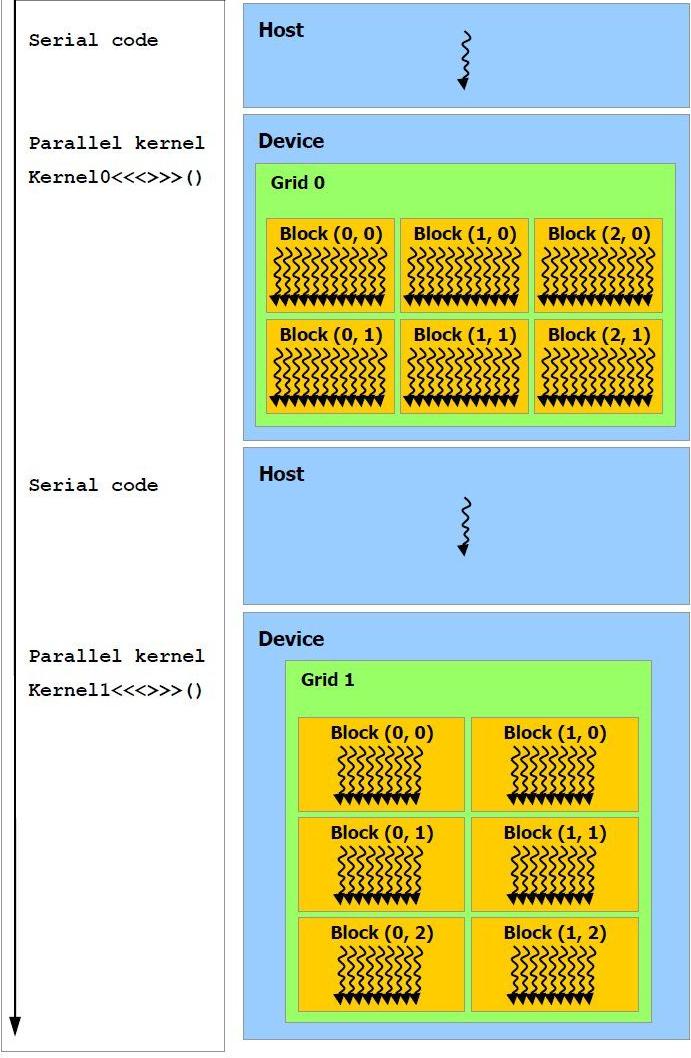 Serial code
Host
Parallel kernel
Kernel0<<<>>>()
Device
Grid 0
Block (0, 0) Block (1, 0) Block (2, 0)
Block (0, 1) Block (1, 1) Block (2, 1)
Serial code
Host
Parallel kernel
Kernel1<<<>>>()
Device
Grid 1
Block (0, 0) Block (1, 0)
Block (0, 1) Block (1, 1)
Block (0, 2) Block (1, 2)